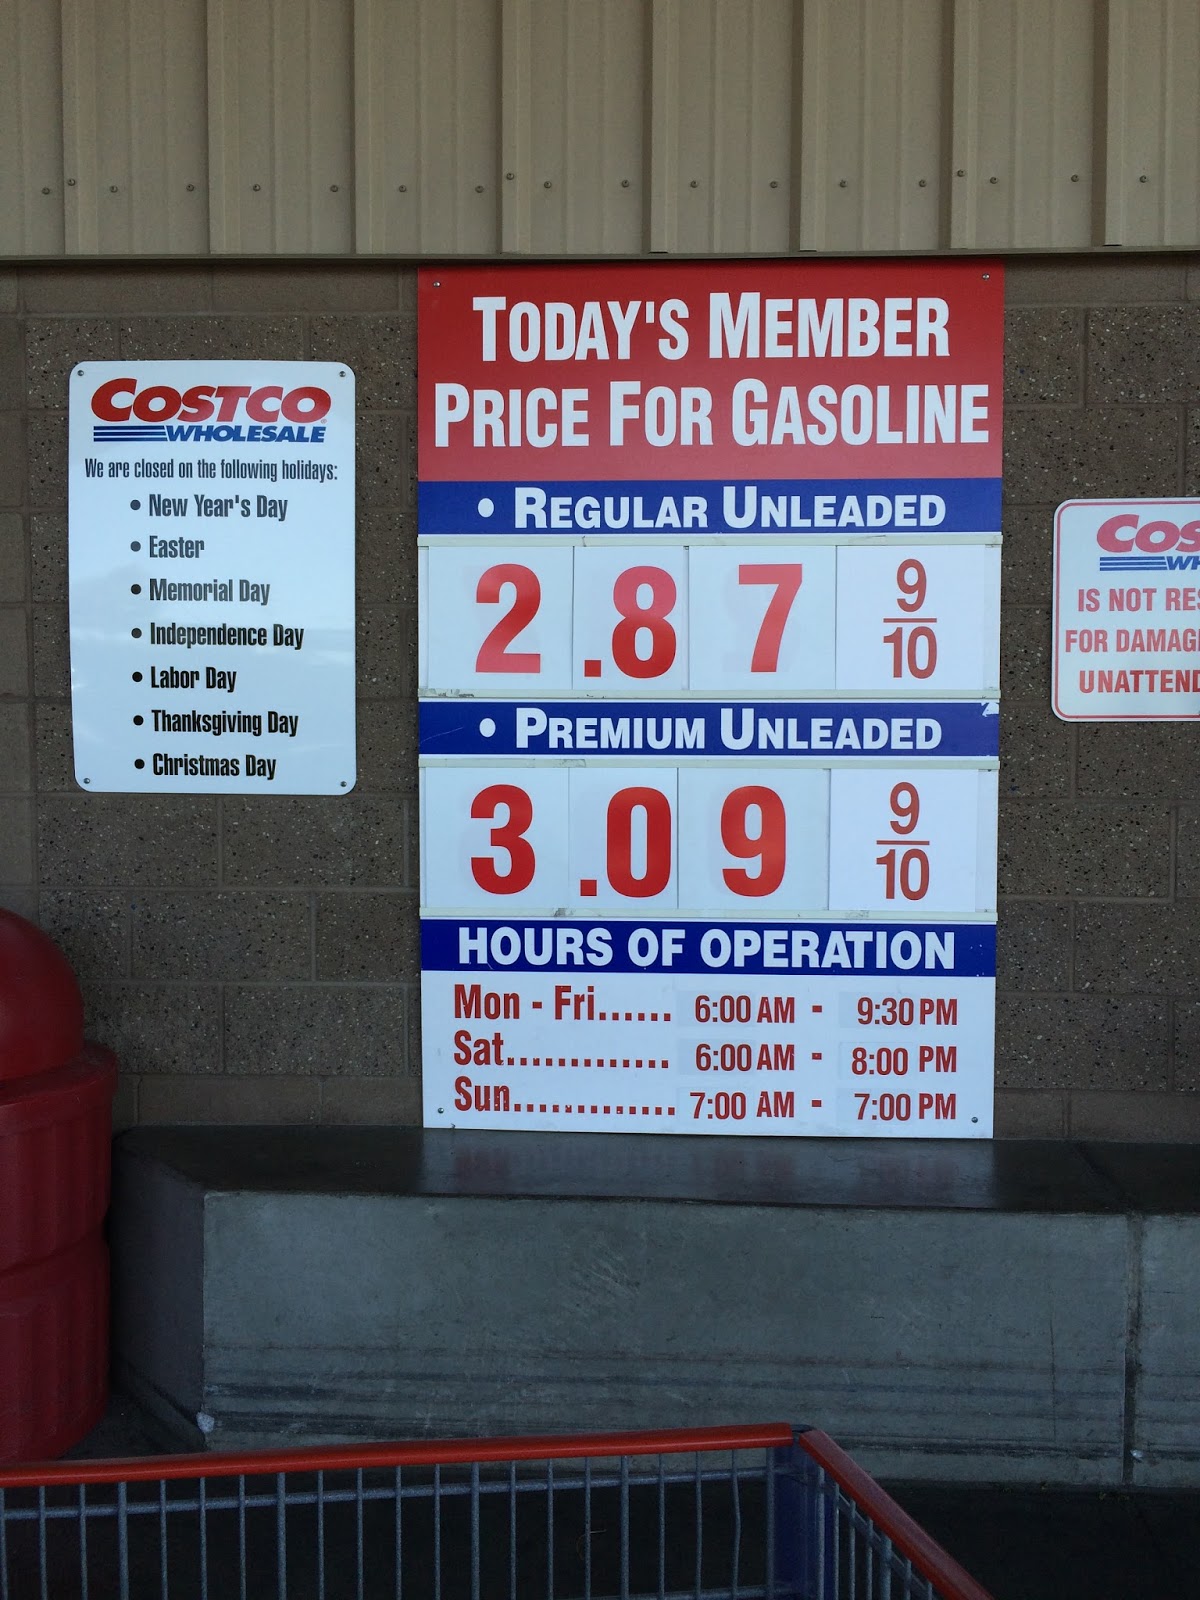 COSTCO
WHOLESALE
We are closed on the following holidays:
• New Year's Day
• Easter
• Memorial Day
• Independence Day
• Labor Day
• Thanksgiving Day
• Christmas Day
TODAY'S MEMBER
PRICE FOR GASOLINE
• REGULAR UNLEADED
2.87 9/10
• PREMIUM UNLEADED
3.09 9/10
HOURS OF OPERATION
Mon - Fri...... 6:00 AM - 9:30 PM
Sat............. 6:00 AM - 8:00 PM
Sun............. 7:00 AM - 7:00 PM
IS NOT
FOR